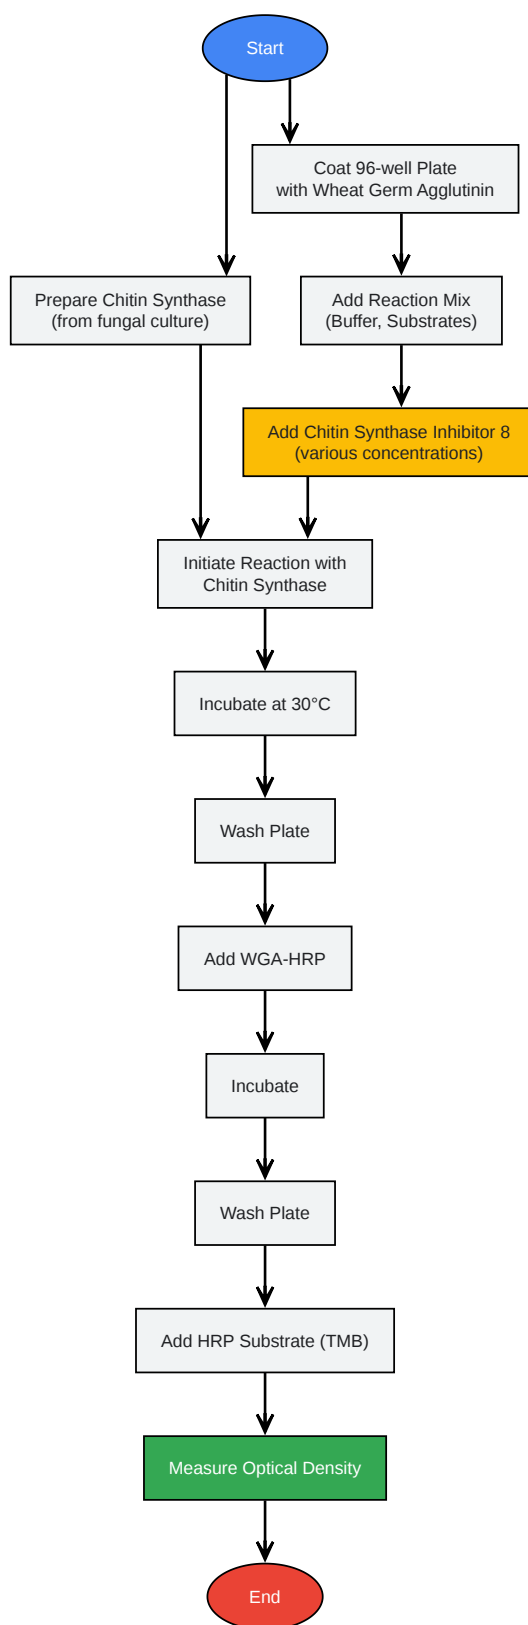 Start
Coat 96-well Plate
with Wheat Germ Agglutinin
Prepare Chitin Synthase
(from fungal culture)
Add Reaction Mix
(Buffer, Substrates)
Add Chitin Synthase Inhibitor 8
(various concentrations)
Initiate Reaction with
Chitin Synthase
Incubate at 30°C
Wash Plate
Add WGA-HRP
Incubate
Wash Plate
Add HRP Substrate (TMB)
Measure Optical Density
End